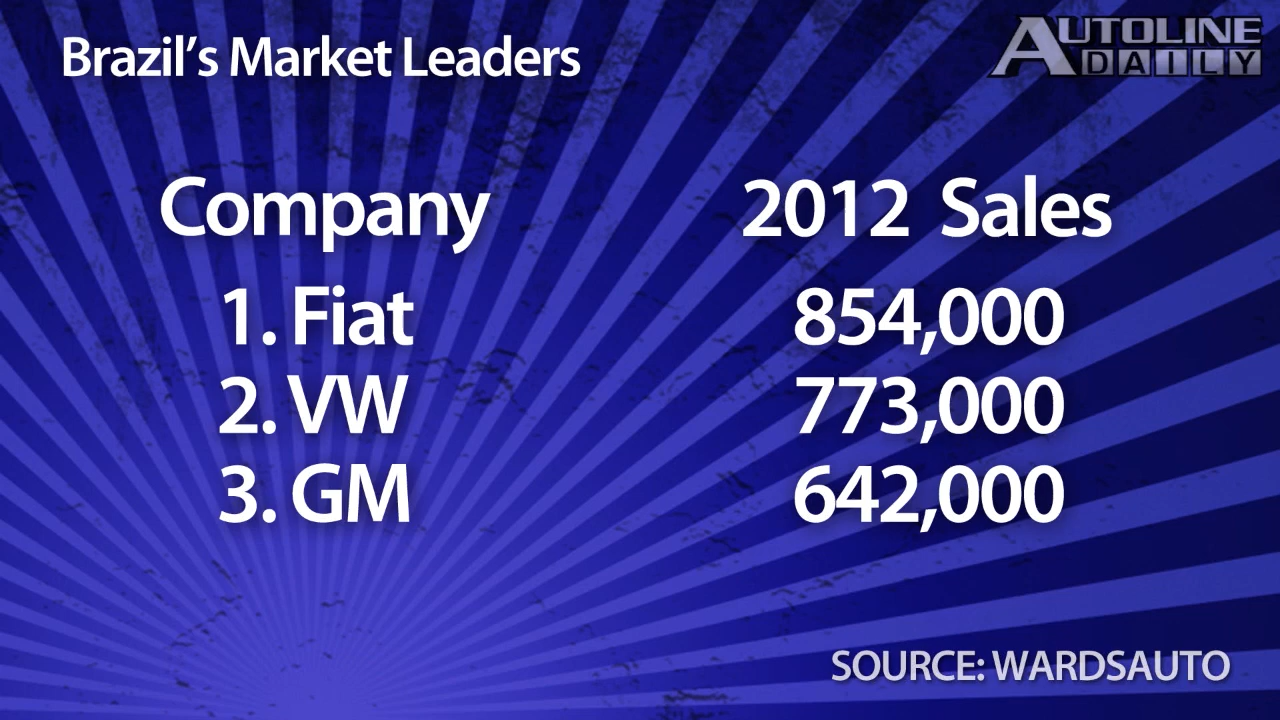 Brazil's Market Leaders
AUTOLINE
DAILY
Company 2012 Sales
1. Fiat 854,000
2. VW 773,000
3. GM 642,000
SOURCE: WARDSAUTO